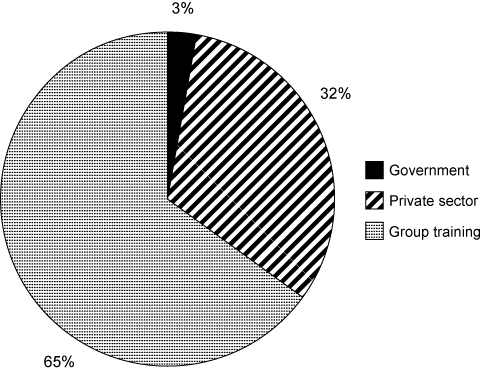 3%
32%
Government
Private sector
Group training
65%